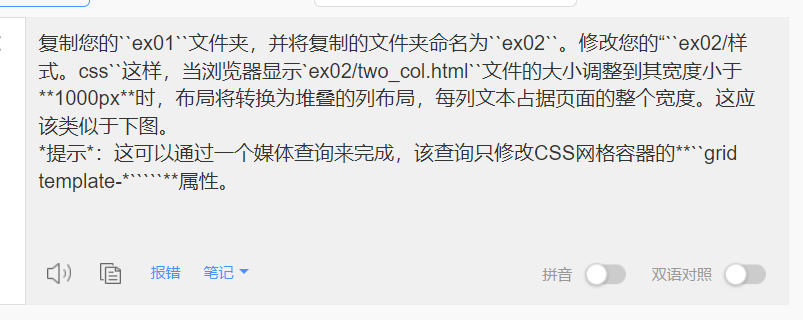 复制您的``ex01``文件夹，并将复制的文件夹命名为``ex02``。修改您的“``ex02/样
式。css``这样，当浏览器显示`ex02/two_col.html``文件的大小调整到其宽度小于
**1000px**时，布局将转换为堆叠的列布局，每列文本占据页面的整个宽度。这应
该类似于下图。
*提示*：这可以通过一个媒体查询来完成，该查询只修改CSS网格容器的**``grid
template-*`````**属性。
报错 笔记 拼音 双语对照